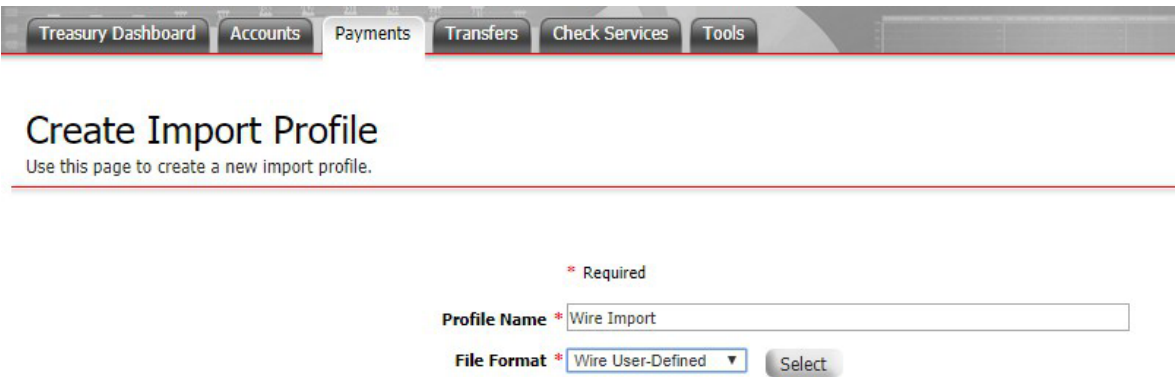 Treasury Dashboard Accounts Payments Transfers Check Services Tools
Create Import Profile
Use this page to create a new import profile.
* Required
Profile Name * Wire Import
File Format * Wire User-Defined ▼ Select